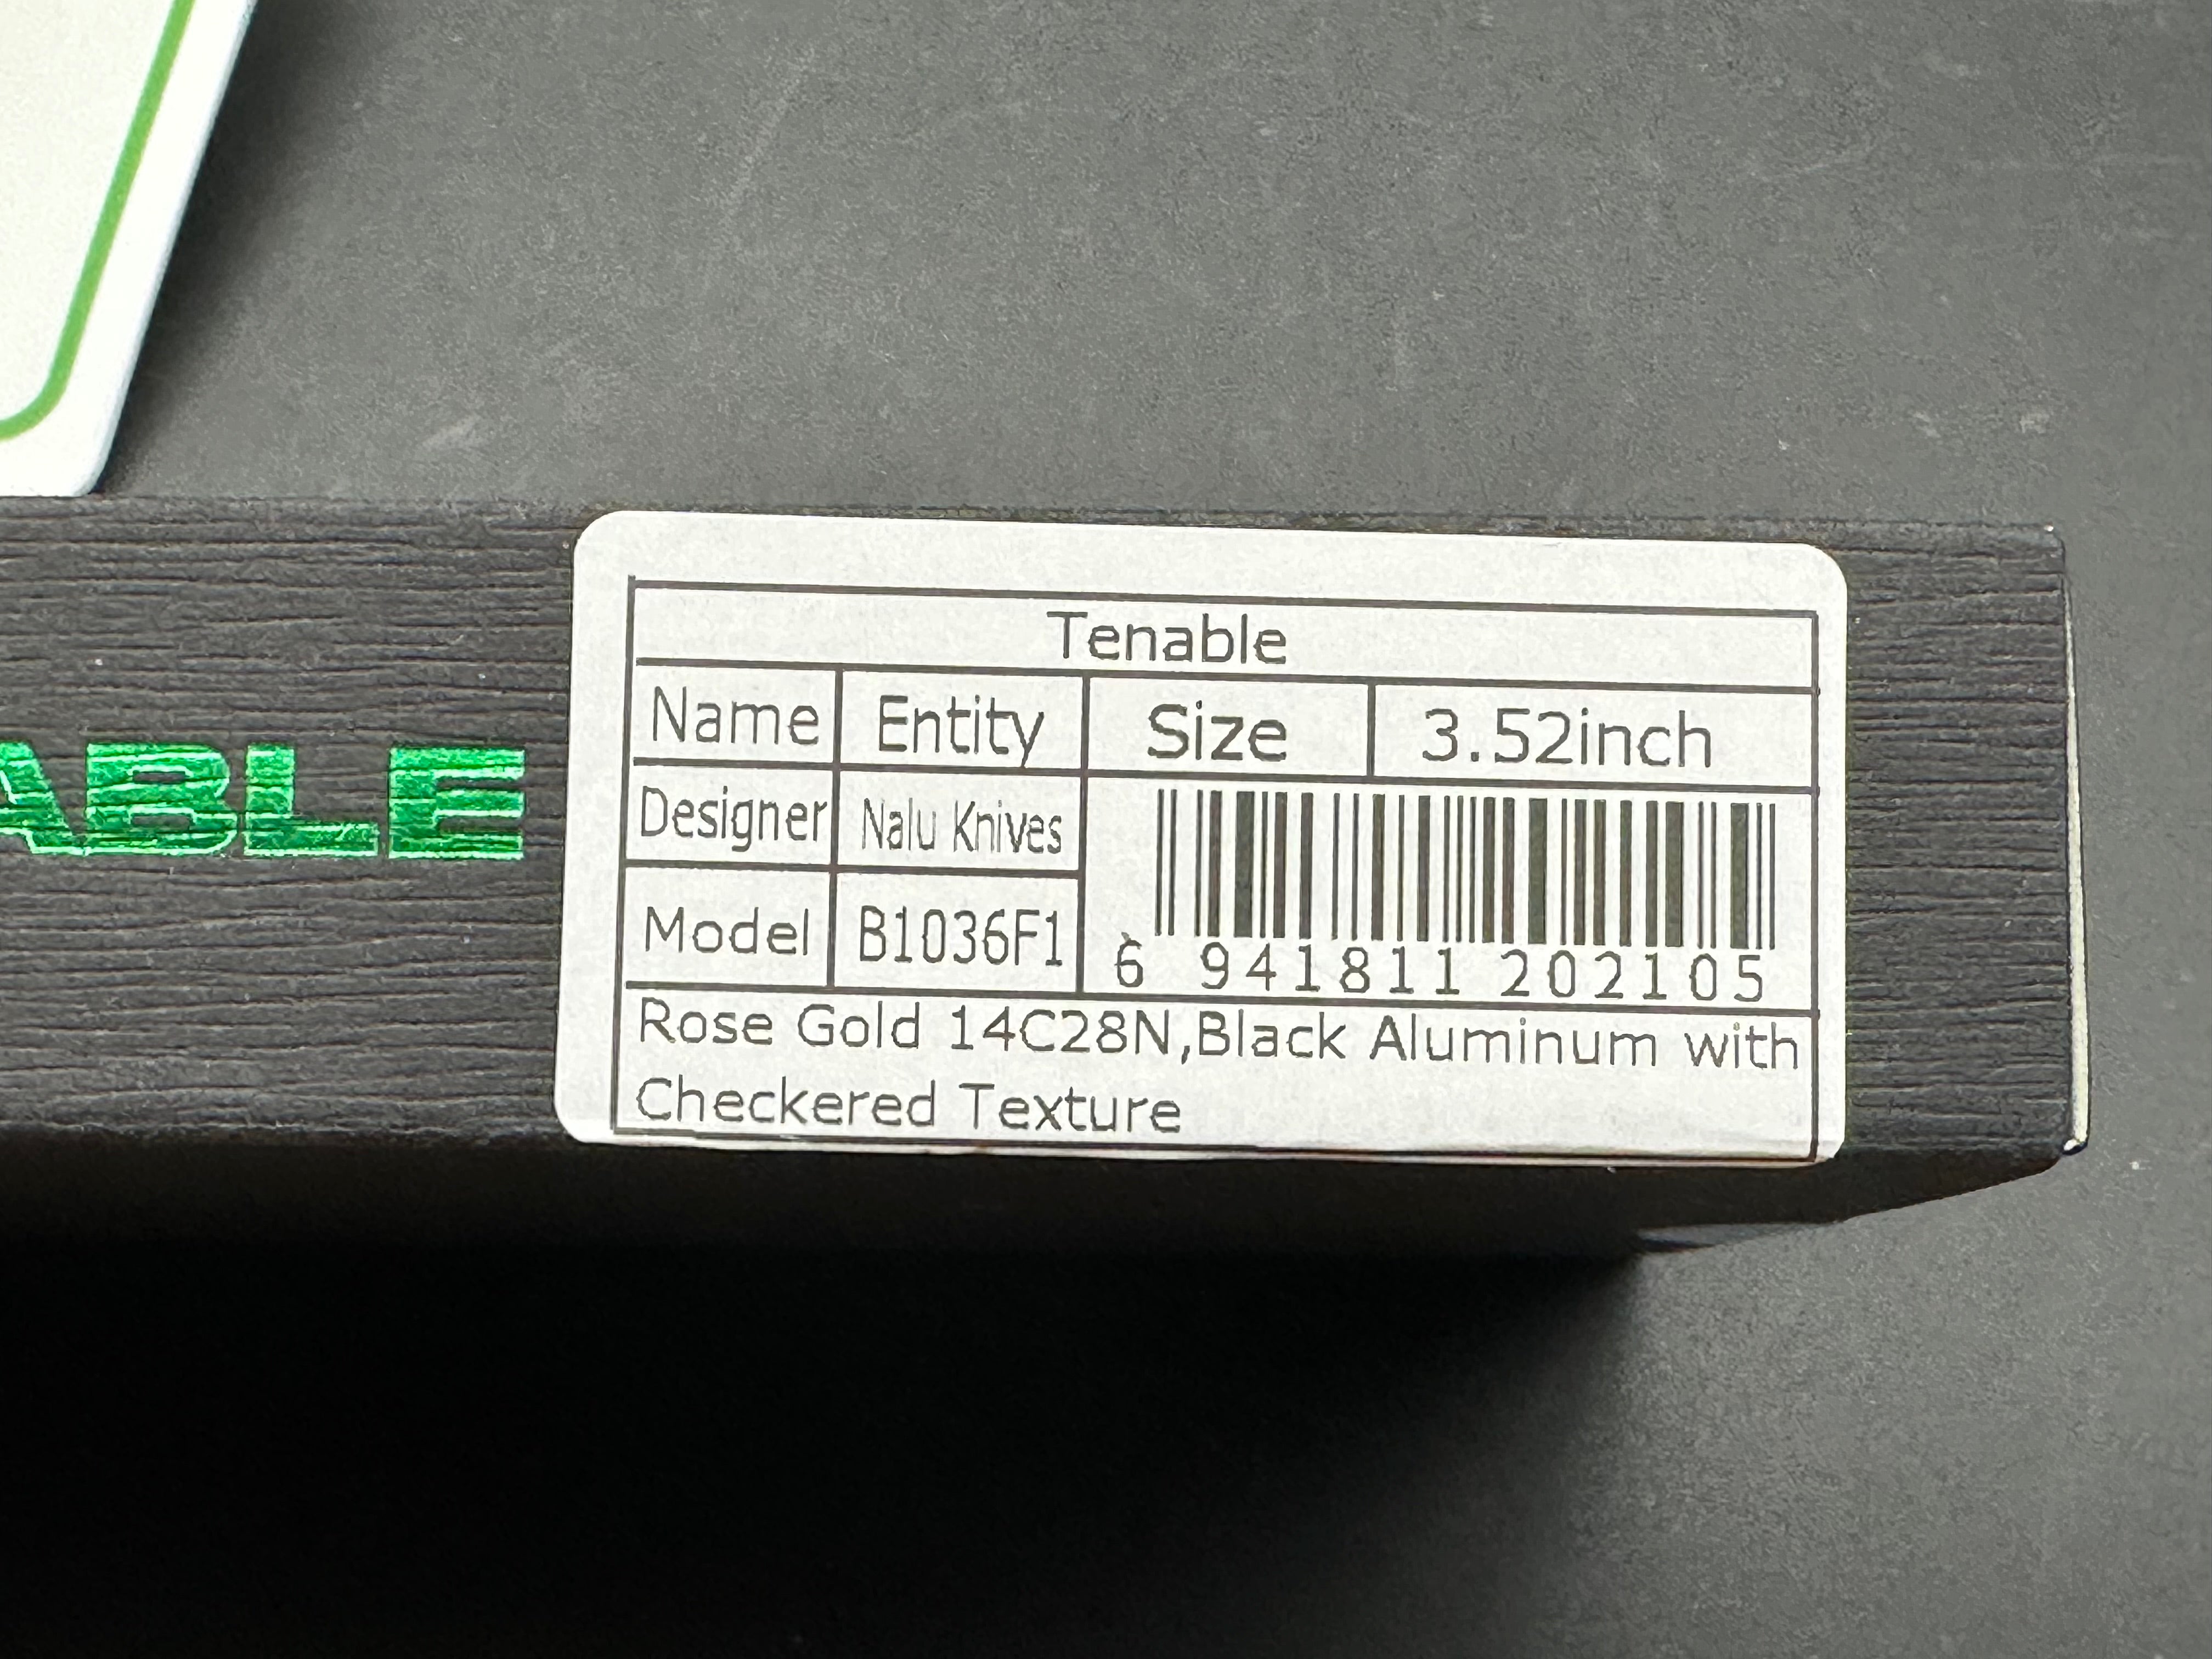 ABLE
Tenable
Name Entity Size 3.52inch
Designer Nalu Knives
Model B1036F1
6 941811 202105
Rose Gold 14C28N,Black Aluminum with
Checkered Texture